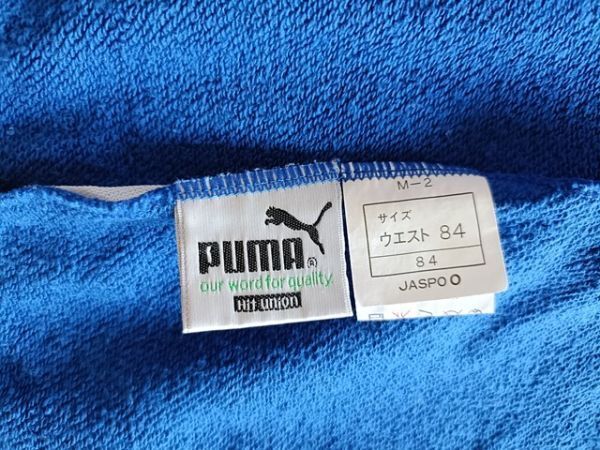 PUMA®
our word for quality
Hit union
M-2
サイズ
ウエスト 84
84
JASPO O